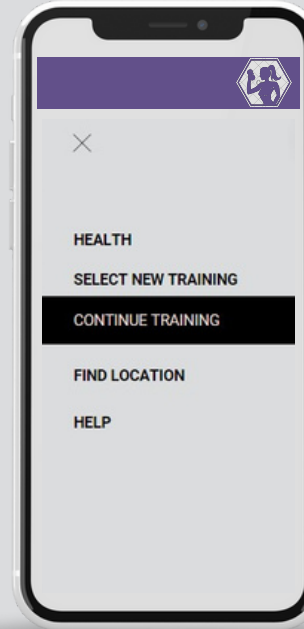 HEALTH
SELECT NEW TRAINING
CONTINUE TRAINING
FIND LOCATION
HELP